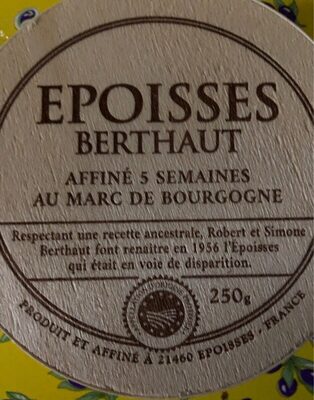 EPOISSES
BERTHAUT
AFFINÉ 5 SEMAINES
AU MARC DE BOURGOGNE
Respectant une recette ancestrale, Robert et Simone
Berthaut font renaître en 1956 l'Époisses
qui était en voie de disparition.
250g
PRODUIT ET AFFINÉ À 21460 EPOISSES - FRANCE